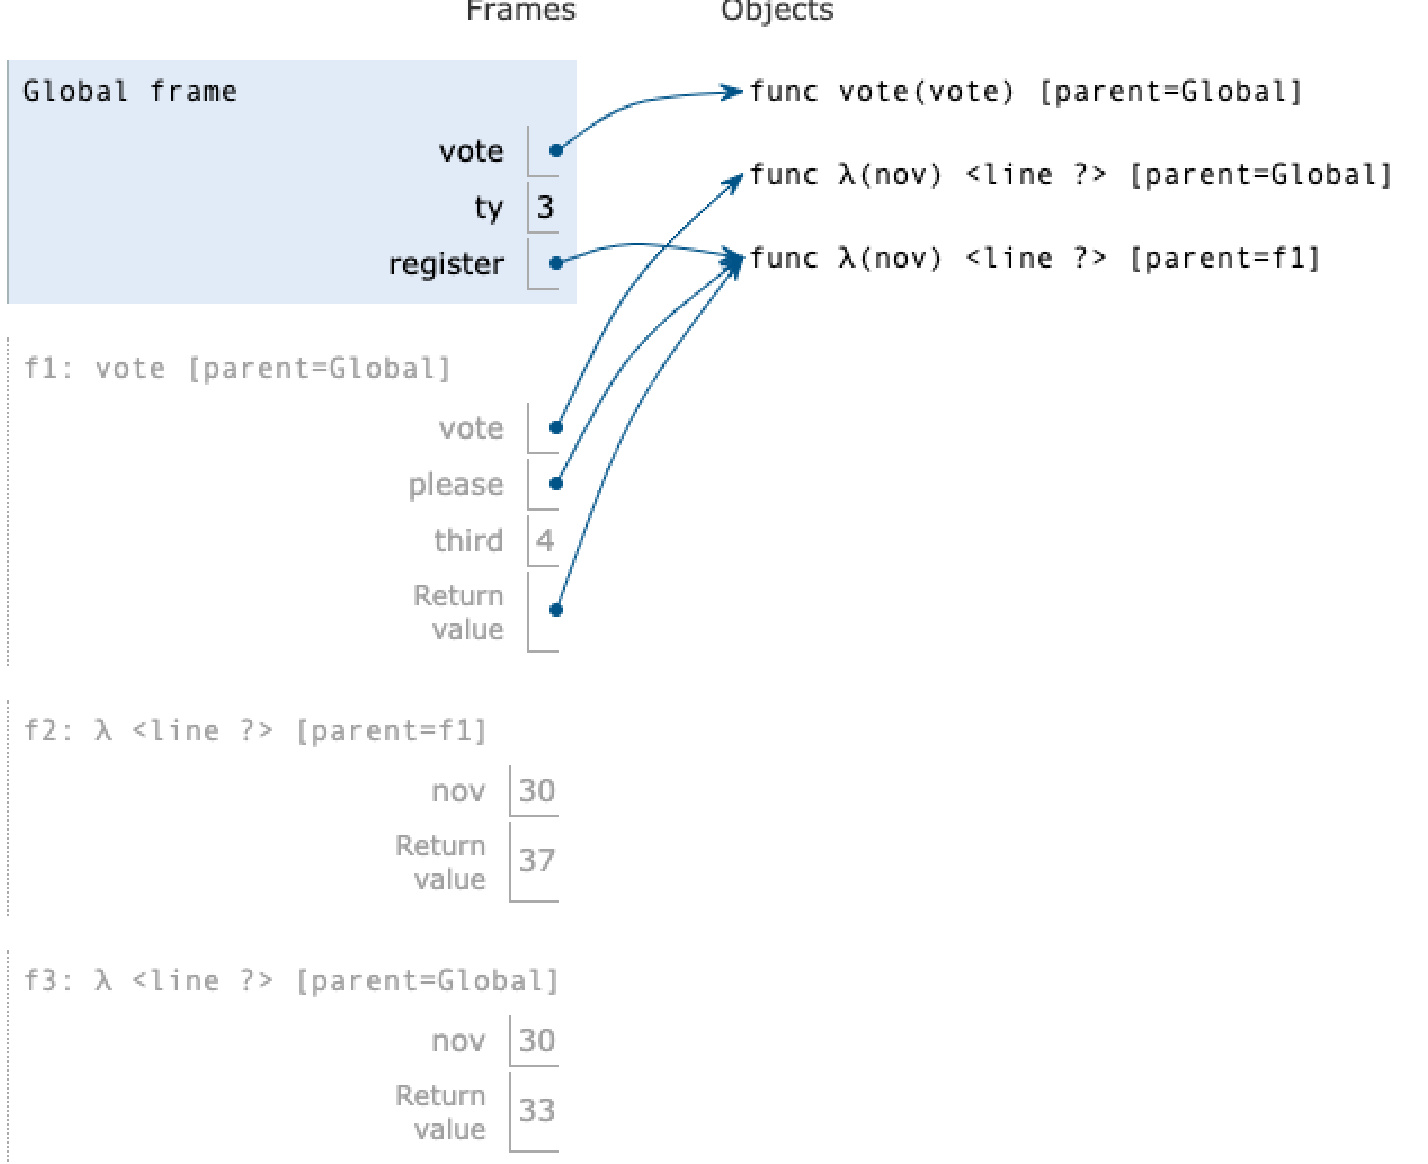 Frames Objects
Global frame
func vote(vote) [parent=Global]
vote
func λ(nov) <line ?> [parent=Global]
ty 3
func λ(nov) <line ?> [parent=f1]
register
f1: vote [parent=Global]
vote
please
third 4
Return
value
f2: λ <line ?> [parent=f1]
nov 30
Return
value 37
f3: λ <line ?> [parent=Global]
nov 30
Return
value 33